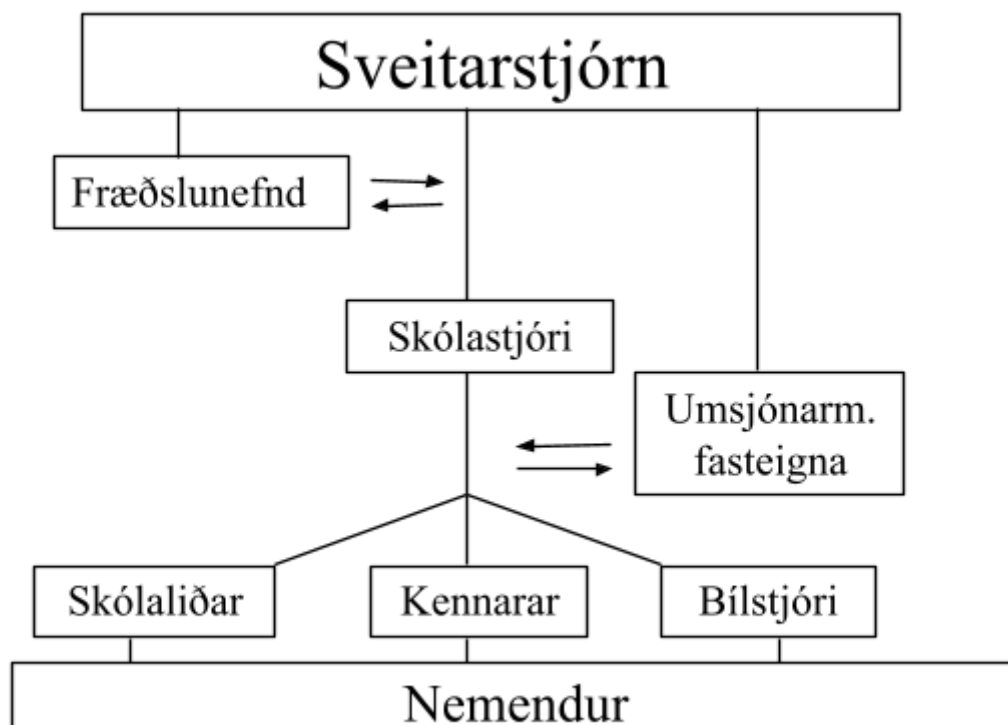 Sveitarstjórn
Fræðslunefnd
Skólastjóri
Umsjónarm.
fasteigna
Skólaliðar
Kennarar
Bílstjóri
Nemendur